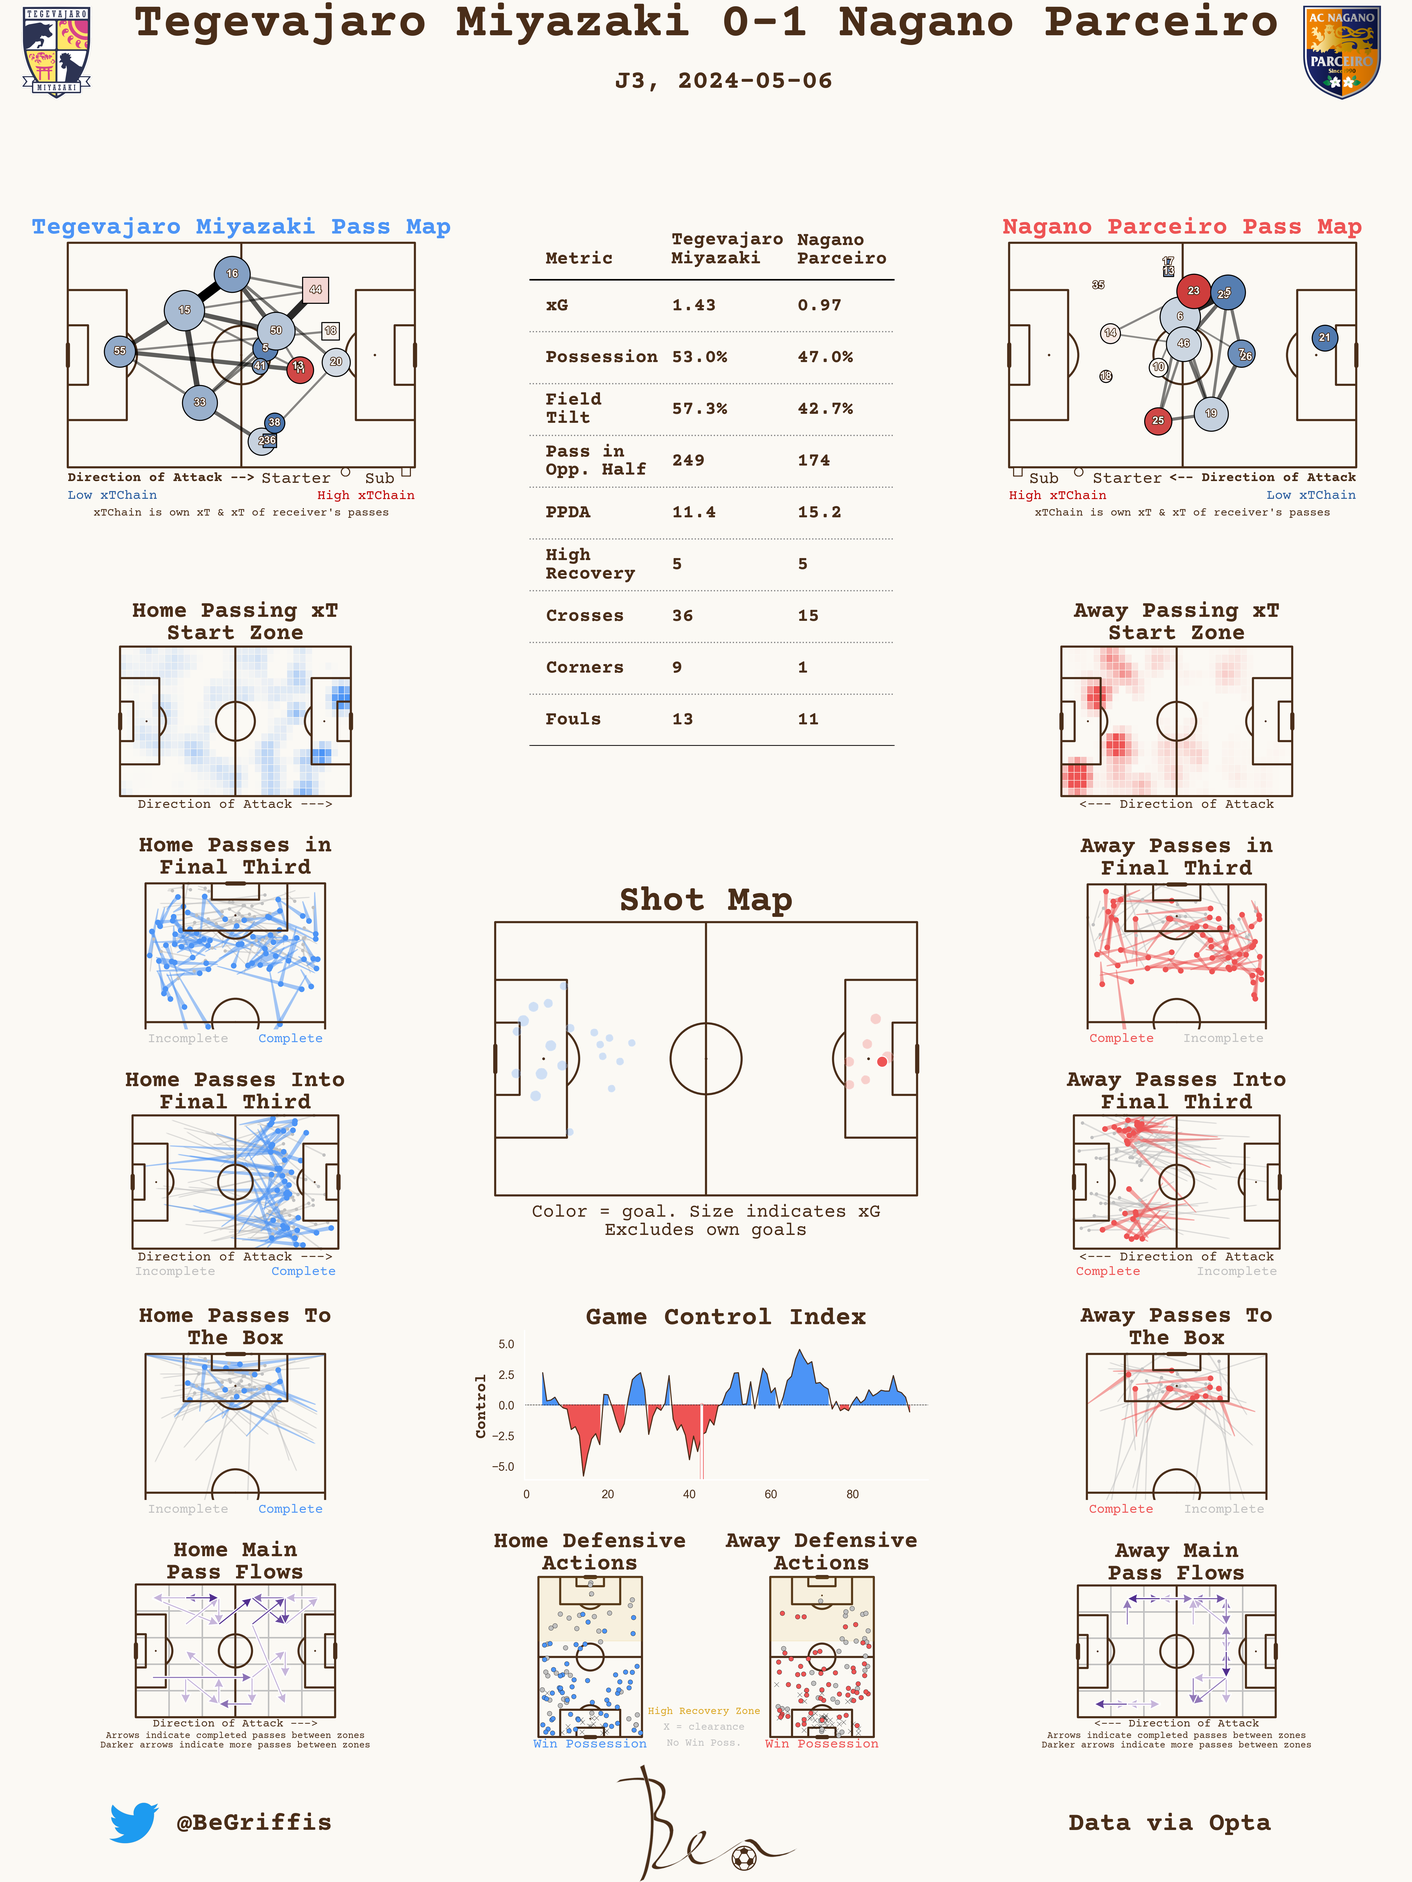 Tegevajaro Miyazaki 0-1 Nagano Parceiro
J3, 2024-05-06
TEGEVAJARO
MIYAZAKI
AC NAGANO
PARCEIRO
Tegevajaro Miyazaki Pass Map
16
44
15
50
18
5
55
41
13
20
33
38
36
Direction of Attack --> Starter Sub
Low xTChain High xTChain
xTChain is own xT & xT of receiver's passes
Metric Tegevajaro Miyazaki Nagano Parceiro
xG 1.43 0.97
Possession 53.0% 47.0%
Field Tilt 57.3% 42.7%
Pass in Opp. Half 249 174
PPDA 11.4 15.2
High Recovery 5 5
Crosses 36 15
Corners 9 1
Fouls 13 11
Nagano Parceiro Pass Map
17
13
35
23
5
6
14
46
21
26
10
18
25
19
Sub Starter <-- Direction of Attack
High xTChain Low xTChain
xTChain is own xT & xT of receiver's passes
Home Passing xT
Start Zone
Direction of Attack --->
Away Passing xT
Start Zone
<--- Direction of Attack
Home Passes in
Final Third
Incomplete Complete
Away Passes in
Final Third
Complete Incomplete
Shot Map
Color = goal. Size indicates xG
Excludes own goals
Home Passes Into
Final Third
Direction of Attack --->
Incomplete Complete
Away Passes Into
Final Third
<--- Direction of Attack
Complete Incomplete
Home Passes To
The Box
Incomplete Complete
Away Passes To
The Box
Complete Incomplete
Game Control Index
Control
5.0
2.5
0.0
−2.5
−5.0
0 20 40 60 80
Home Main
Pass Flows
Direction of Attack --->
Arrows indicate completed passes between zones
Darker arrows indicate more passes between zones
Home Defensive
Actions
Win Possession
Away Defensive
Actions
Win Possession
High Recovery Zone
X = clearance
No Win Poss.
Away Main
Pass Flows
<--- Direction of Attack
Arrows indicate completed passes between zones
Darker arrows indicate more passes between zones
@BeGriffis
Ben
Data via Opta